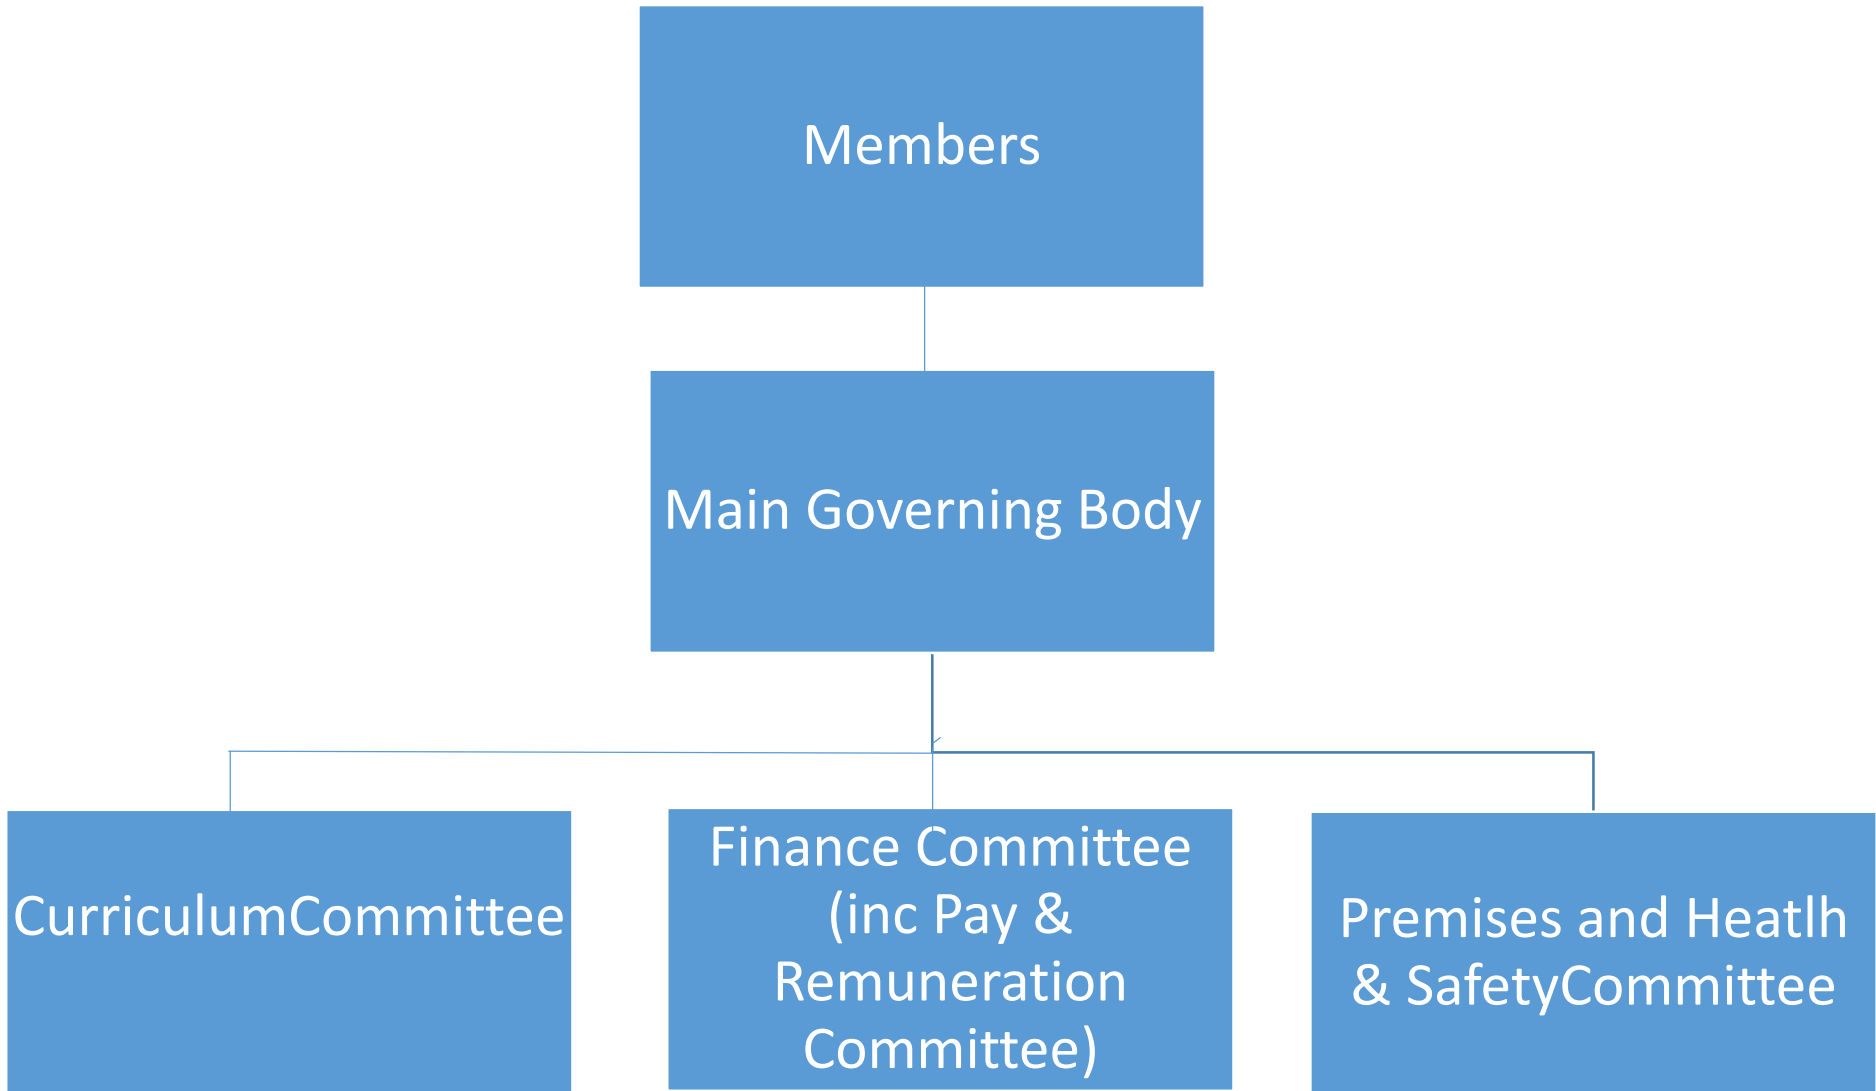 Members
Main Governing Body
CurriculumCommittee
Finance Committee
(inc Pay &
Remuneration
Committee)
Premises and Heatlh
& SafetyCommittee